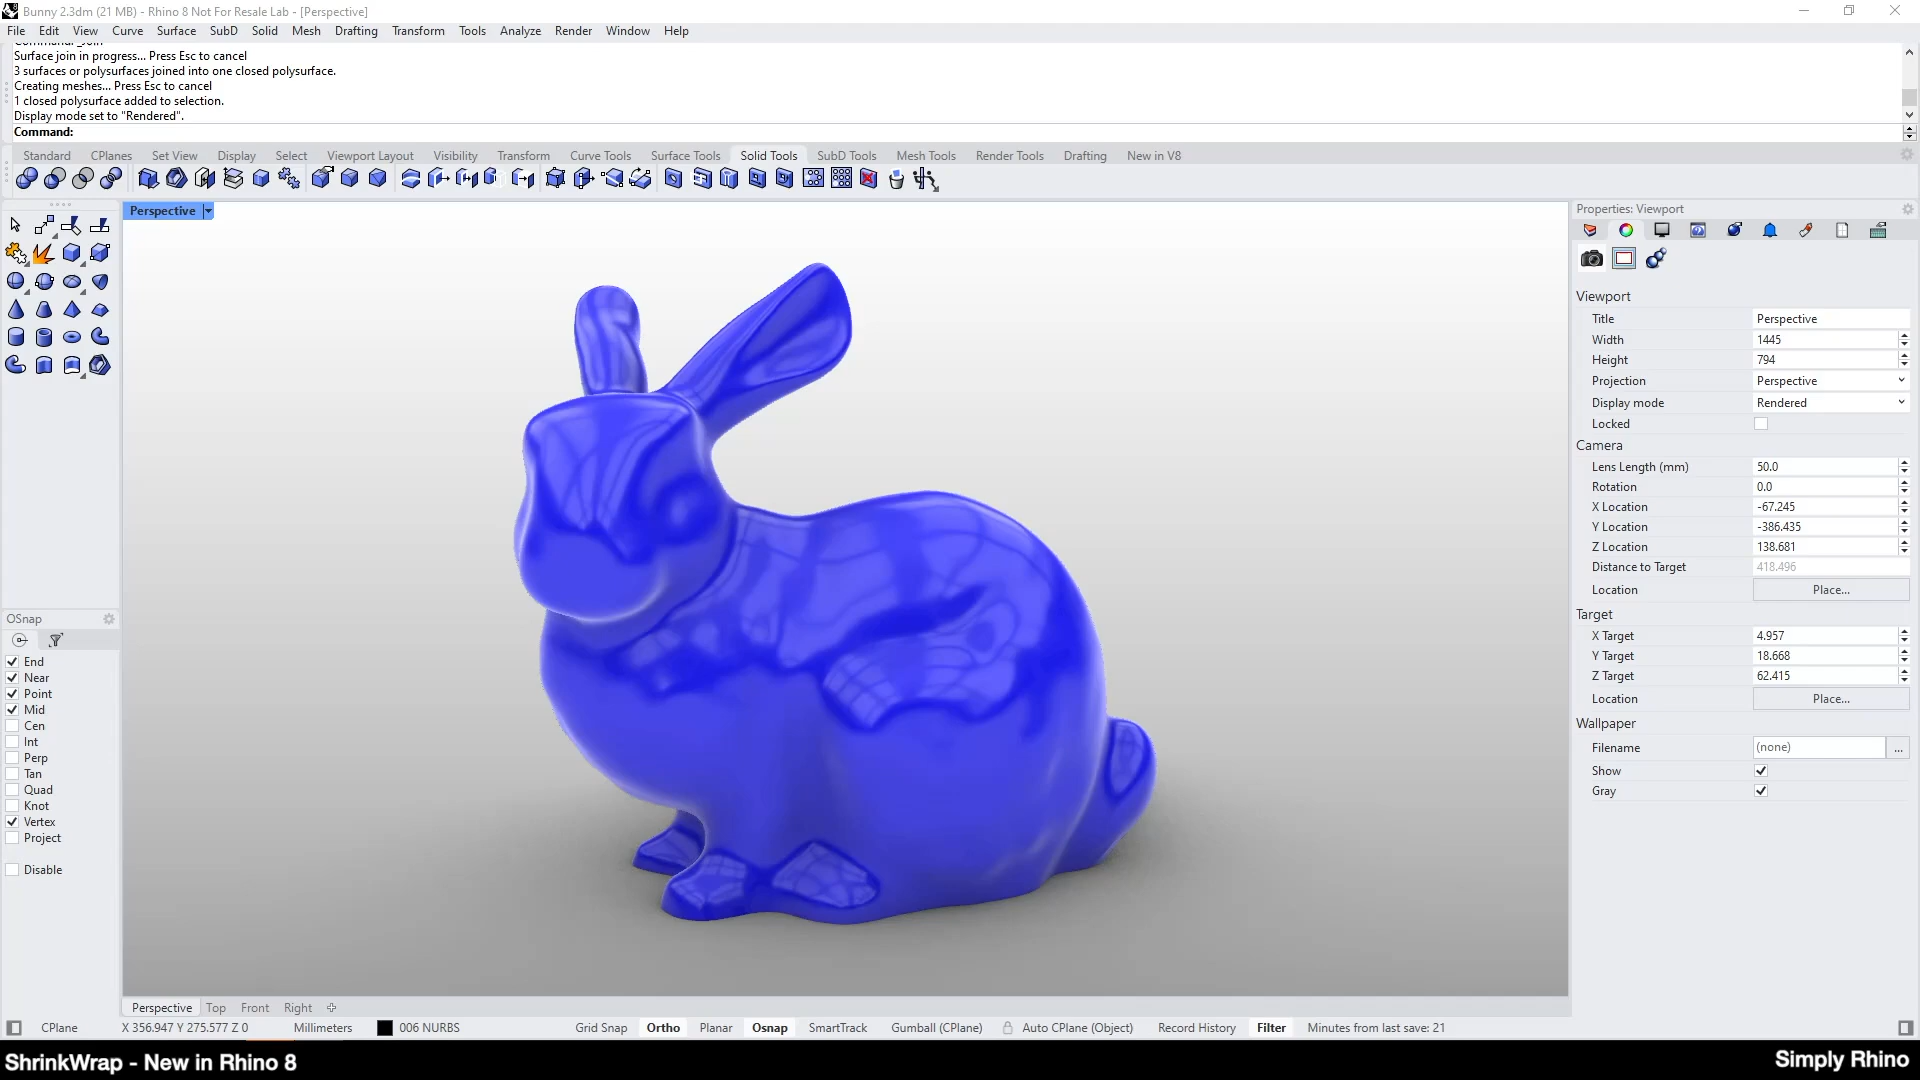 Bunny 2.3dm (21 MB) - Rhino 8 Not For Resale Lab - [Perspective]
File Edit View Curve Surface SubD Solid Mesh Drafting Transform Tools Analyze Render Window Help
Command: _Join
Surface join in progress... Press Esc to cancel
3 surfaces or polysurfaces joined into one closed polysurface.
Creating meshes... Press Esc to cancel
1 closed polysurface added to selection.
Display mode set to "Rendered".
Command:
Standard CPlanes Set View Display Select Viewport Layout Visibility Transform Curve Tools Surface Tools Solid Tools SubD Tools Mesh Tools Render Tools Drafting New in V8
Perspective
Properties: Viewport
Viewport
Title Perspective
Width 1445
Height 794
Projection Perspective
Display mode Rendered
Locked
Camera
Lens Length (mm) 50.0
Rotation 0.0
X Location -67.245
Y Location -386.435
Z Location 138.681
Distance to Target 418.496
Location Place...
Target
X Target 4.957
Y Target 18.668
Z Target 62.415
Location Place...
Wallpaper
Filename (none) ...
Show
Gray
OSnap
End
Near
Point
Mid
Cen
Int
Perp
Tan
Quad
Knot
Vertex
Project
Disable
Perspective Top Front Right
CPlane X 356.947 Y 275.577 Z 0 Millimeters 006 NURBS Grid Snap Ortho Planar Osnap SmartTrack Gumball (CPlane) Auto CPlane (Object) Record History Filter Minutes from last save: 21
ShrinkWrap - New in Rhino 8
Simply Rhino